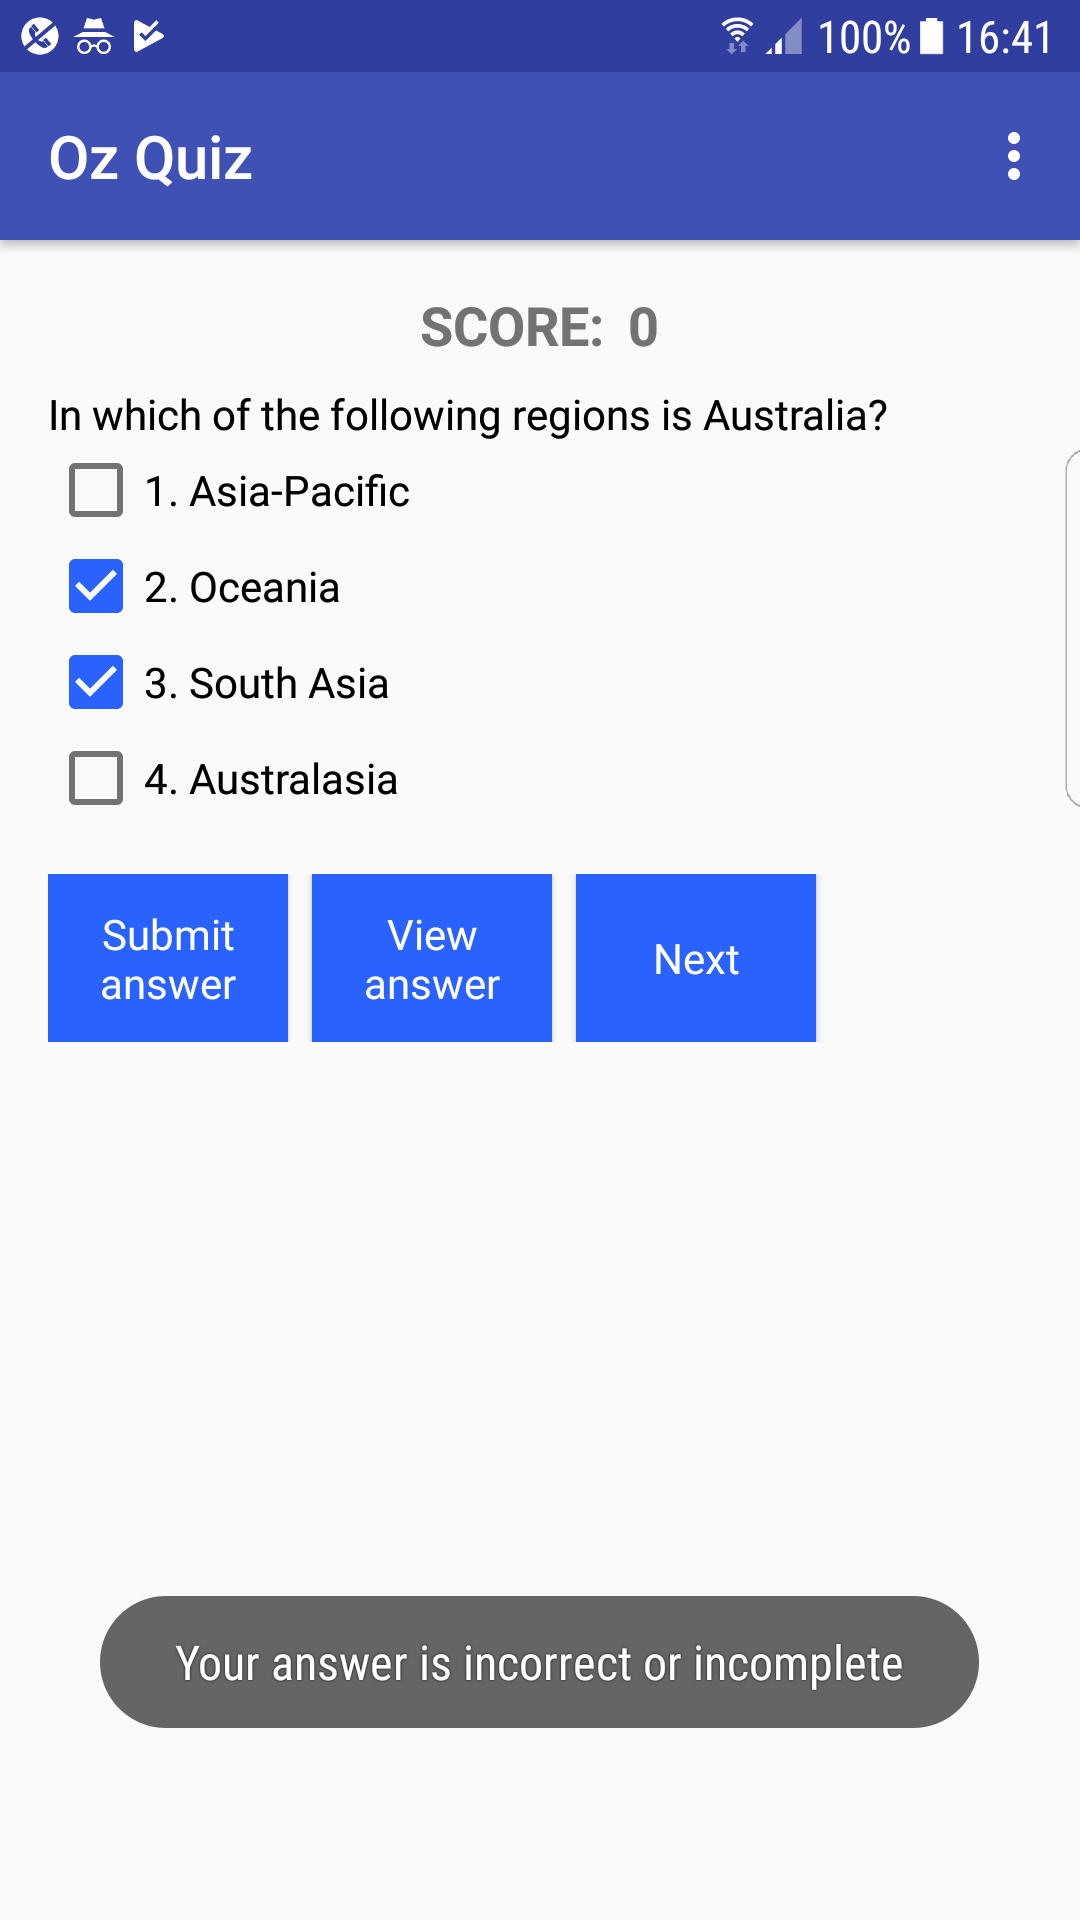 100% 16:41
Oz Quiz
SCORE: 0
In which of the following regions is Australia?
1. Asia-Pacific
2. Oceania
3. South Asia
4. Australasia
Submit
answer
View
answer
Next
Your answer is incorrect or incomplete